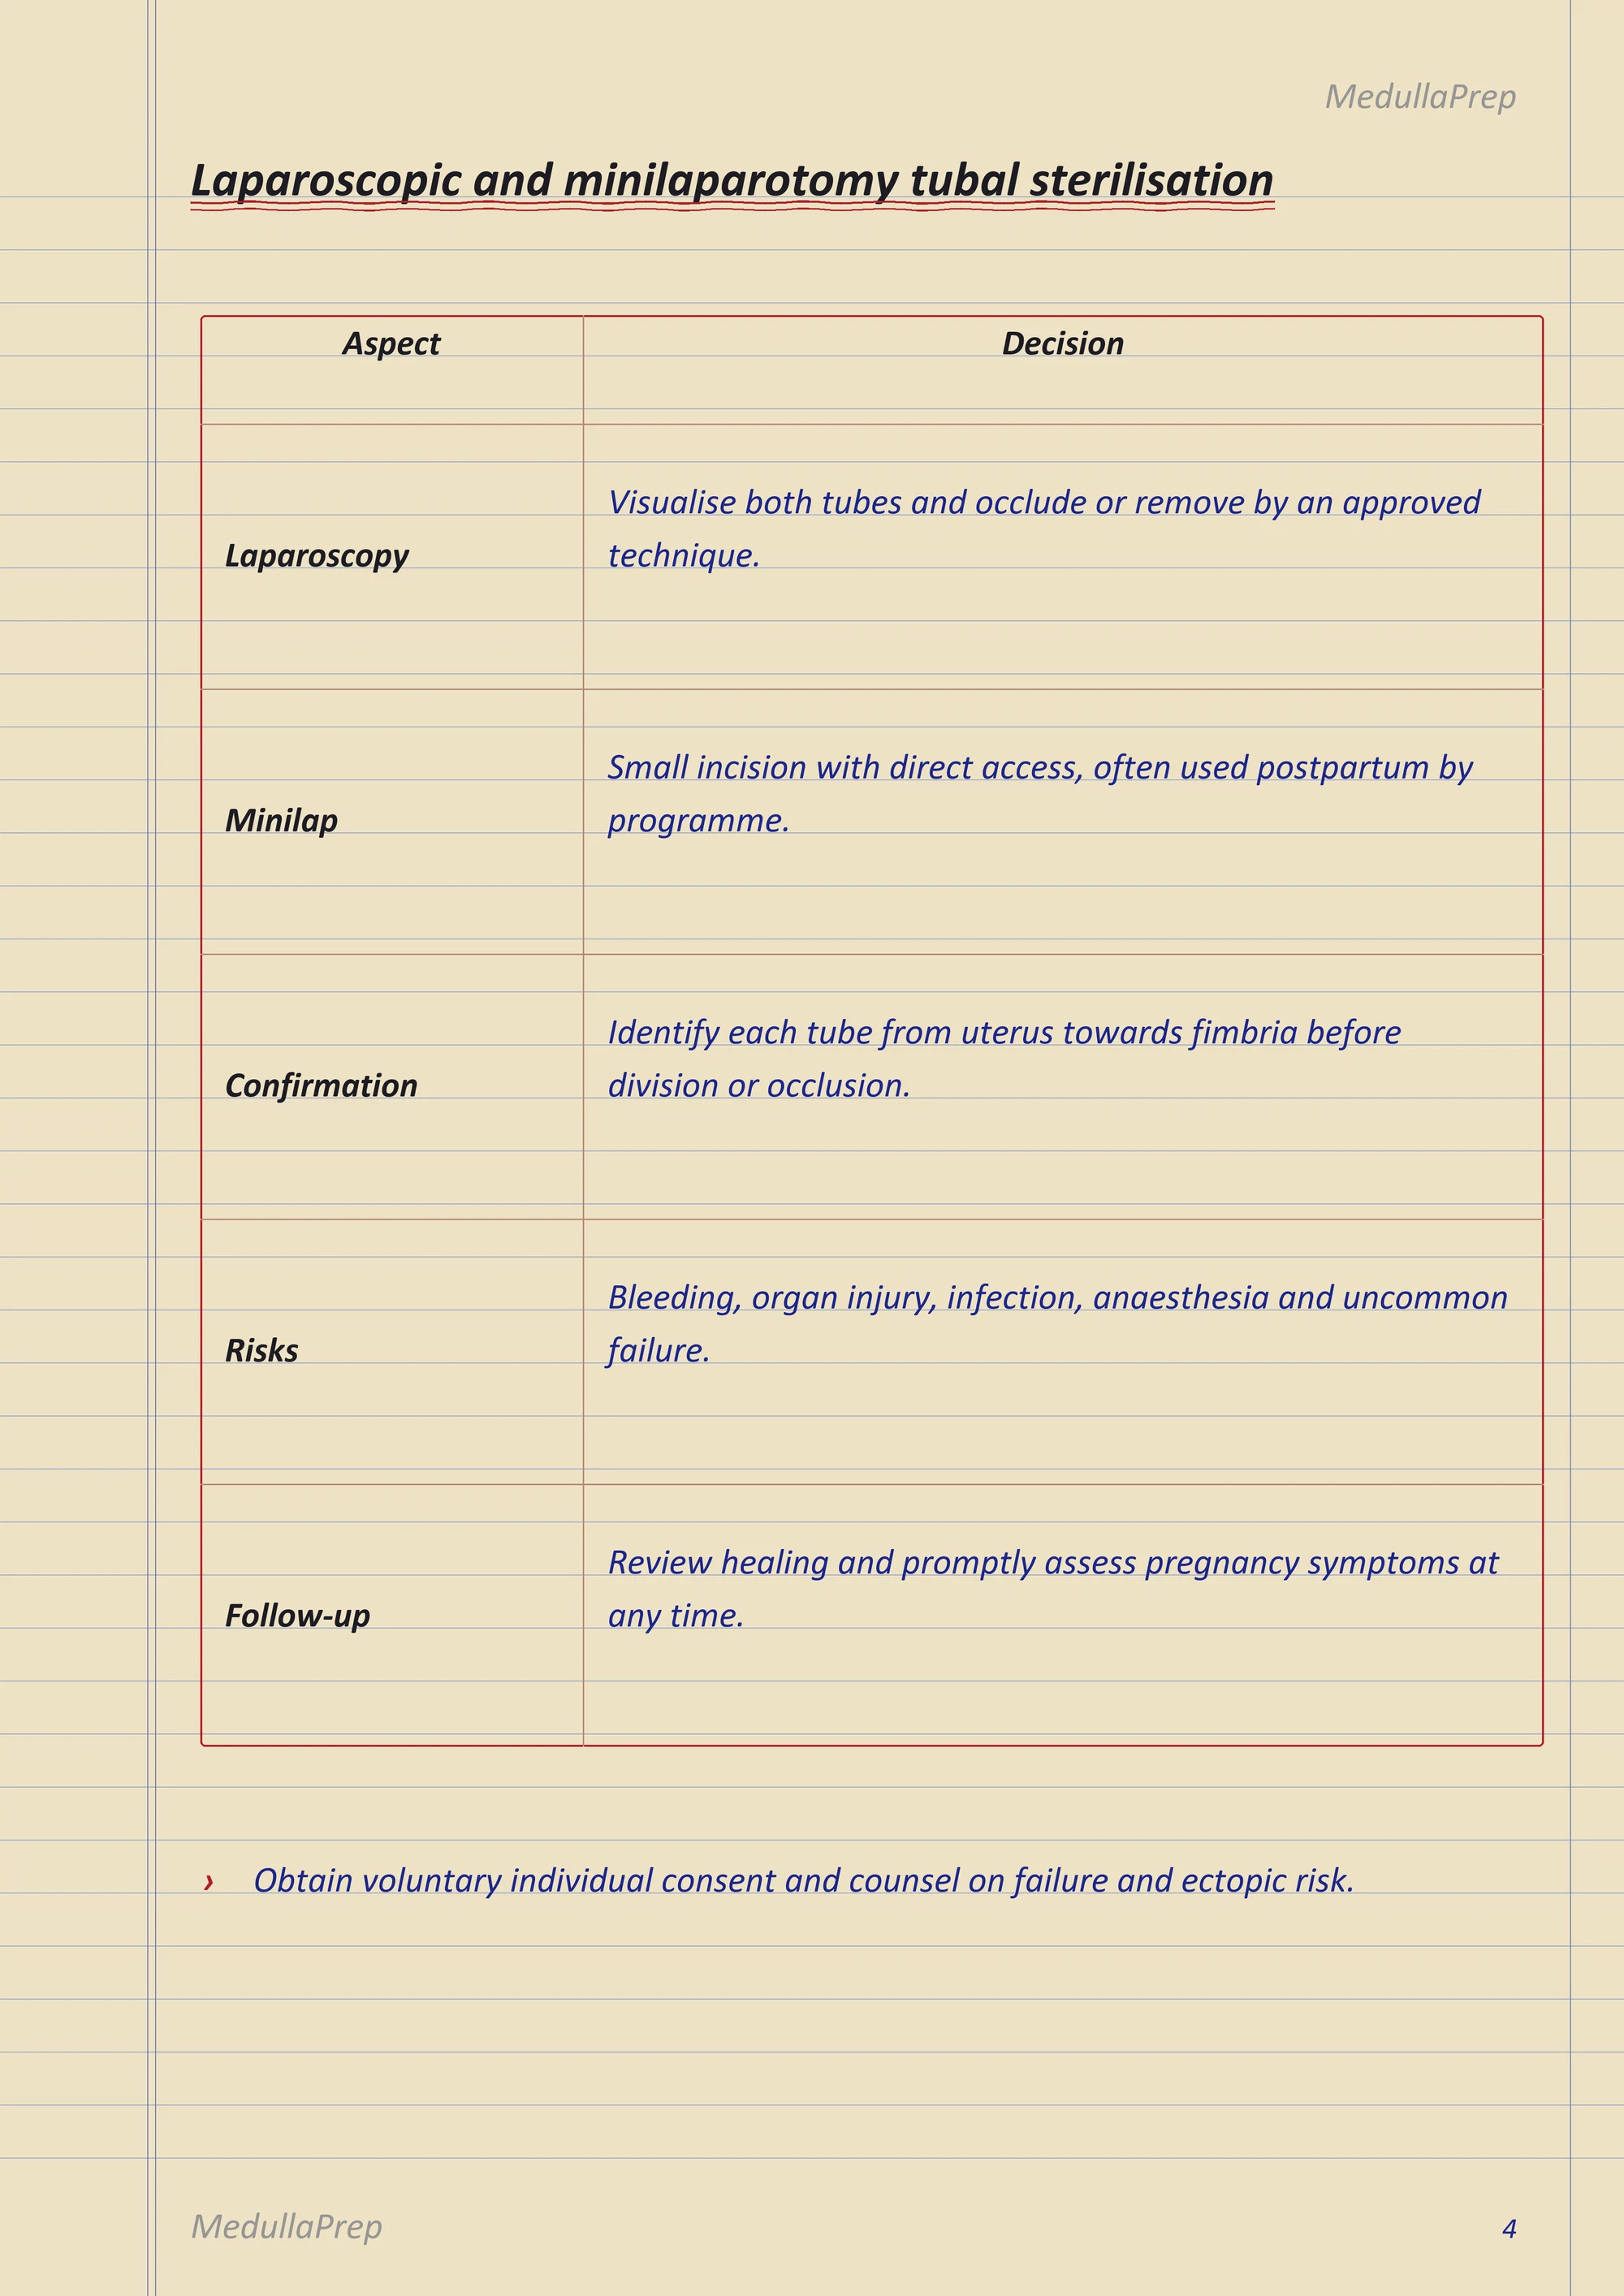 MedullaPrep
Laparoscopic and minilaparotomy tubal sterilisation
Aspect
Decision
Laparoscopy
Visualise both tubes and occlude or remove by an approved
technique.
Minilap
Small incision with direct access, often used postpartum by
programme.
Confirmation
Identify each tube from uterus towards fimbria before
division or occlusion.
Risks
Bleeding, organ injury, infection, anaesthesia and uncommon
failure.
Follow-up
Review healing and promptly assess pregnancy symptoms at
any time.
› Obtain voluntary individual consent and counsel on failure and ectopic risk.
MedullaPrep
4